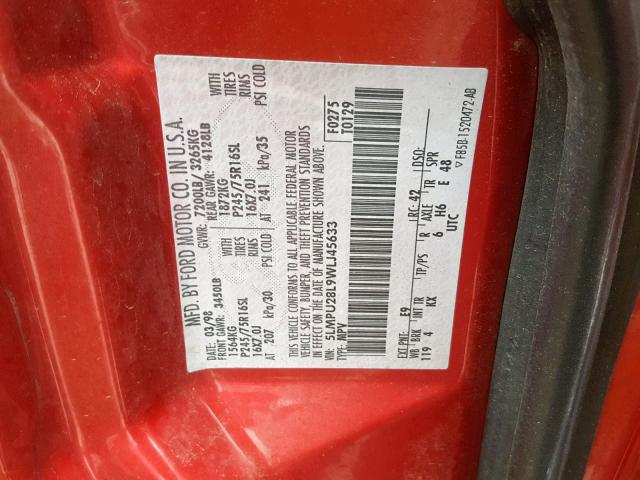 MFD. BY FORD MOTOR CO. IN U.S.A.
DATE: 03/98 GVWR: 7200LB/ 3265KG
FRONT GAWR: 3450LB REAR GAWR: 4128LB
1564KG WITH 1872KG WITH
P245/75R16SL TIRES P245/75R16SL TIRES
16X7.0J RIMS 16X7.0J RIMS
AT 207 kPa/30 PSI COLD AT 241 kPa/35 PSI COLD
THIS VEHICLE CONFORMS TO ALL APPLICABLE FEDERAL MOTOR
VEHICLE SAFETY, BUMPER, AND THEFT PREVENTION STANDARDS
IN EFFECT ON THE DATE OF MANUFACTURE SHOWN ABOVE.
VIN: 5LMPU28L9WLJ45633 F0275
TYPE: MPV T0129
EXT PNT: E9 RC: 42 DSO:
WB BRK INT TR TP/PS R AXLE TR SPR
119 4 KX 6 H6 E 48
UTC
F85B-1520472-AB